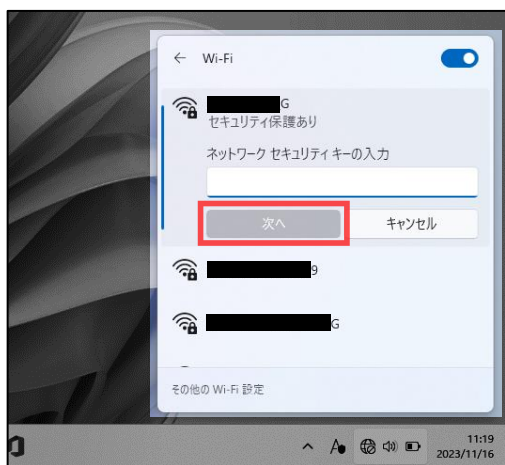 Wi-Fi
G
セキュリティ保護あり
ネットワーク セキュリティ キーの入力
次へ
キャンセル
9
G
その他の Wi-Fi 設定
A
11:19
2023/11/16